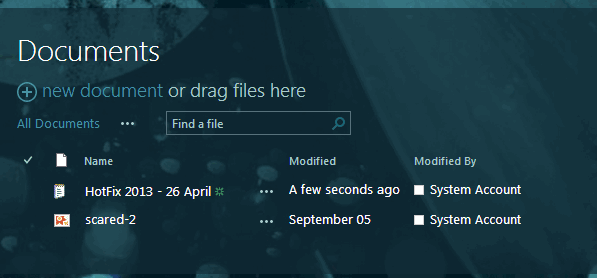 Documents
new document or drag files here
All Documents ••• Find a file
Name Modified Modified By
HotFix 2013 - 26 April ••• A few seconds ago System Account
scared-2 ••• September 05 System Account